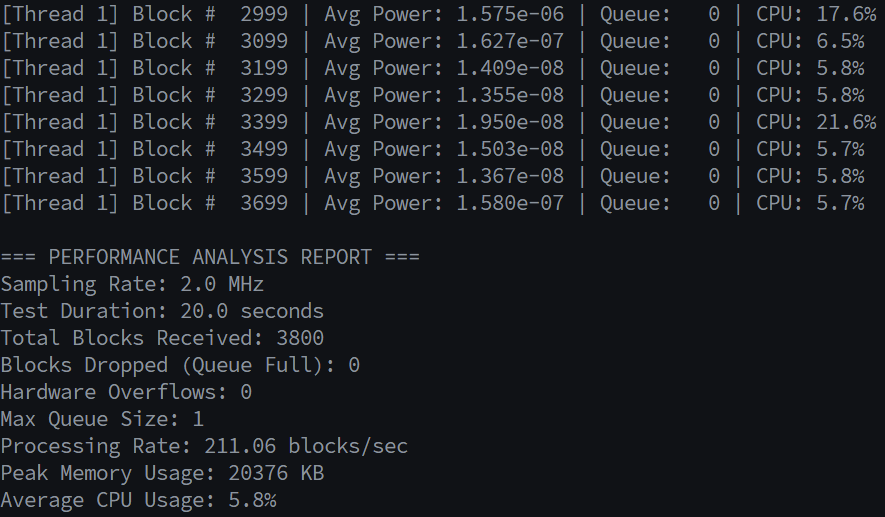 [Thread 1] Block #  2999 | Avg Power: 1.575e-06 | Queue:   0 | CPU: 17.6%
[Thread 1] Block #  3099 | Avg Power: 1.627e-07 | Queue:   0 | CPU: 6.5%
[Thread 1] Block #  3199 | Avg Power: 1.409e-08 | Queue:   0 | CPU: 5.8%
[Thread 1] Block #  3299 | Avg Power: 1.355e-08 | Queue:   0 | CPU: 5.8%
[Thread 1] Block #  3399 | Avg Power: 1.950e-08 | Queue:   0 | CPU: 21.6%
[Thread 1] Block #  3499 | Avg Power: 1.503e-08 | Queue:   0 | CPU: 5.7%
[Thread 1] Block #  3599 | Avg Power: 1.367e-08 | Queue:   0 | CPU: 5.8%
[Thread 1] Block #  3699 | Avg Power: 1.580e-07 | Queue:   0 | CPU: 5.7%
=== PERFORMANCE ANALYSIS REPORT ===
Sampling Rate: 2.0 MHz
Test Duration: 20.0 seconds
Total Blocks Received: 3800
Blocks Dropped (Queue Full): 0
Hardware Overflows: 0
Max Queue Size: 1
Processing Rate: 211.06 blocks/sec
Peak Memory Usage: 20376 KB
Average CPU Usage: 5.8%